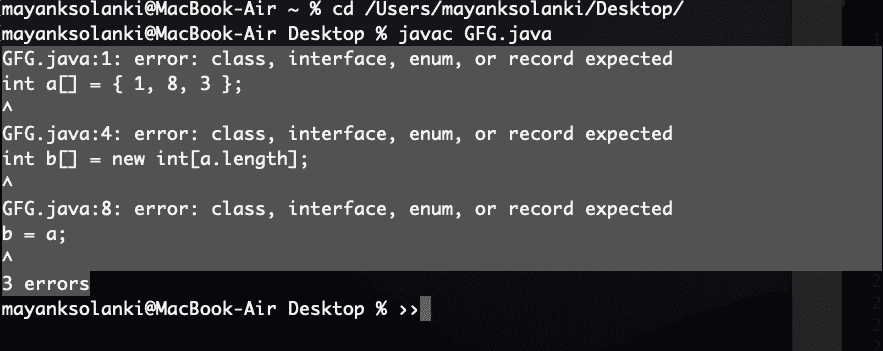 mayanksolanki@MacBook-Air ~ % cd /Users/mayanksolanki/Desktop/
mayanksolanki@MacBook-Air Desktop % javac GFG.java
GFG.java:1: error: class, interface, enum, or record expected
int a[] = { 1, 8, 3 };
^
GFG.java:4: error: class, interface, enum, or record expected
int b[] = new int[a.length];
^
GFG.java:8: error: class, interface, enum, or record expected
b = a;
^
3 errors
mayanksolanki@MacBook-Air Desktop % >>